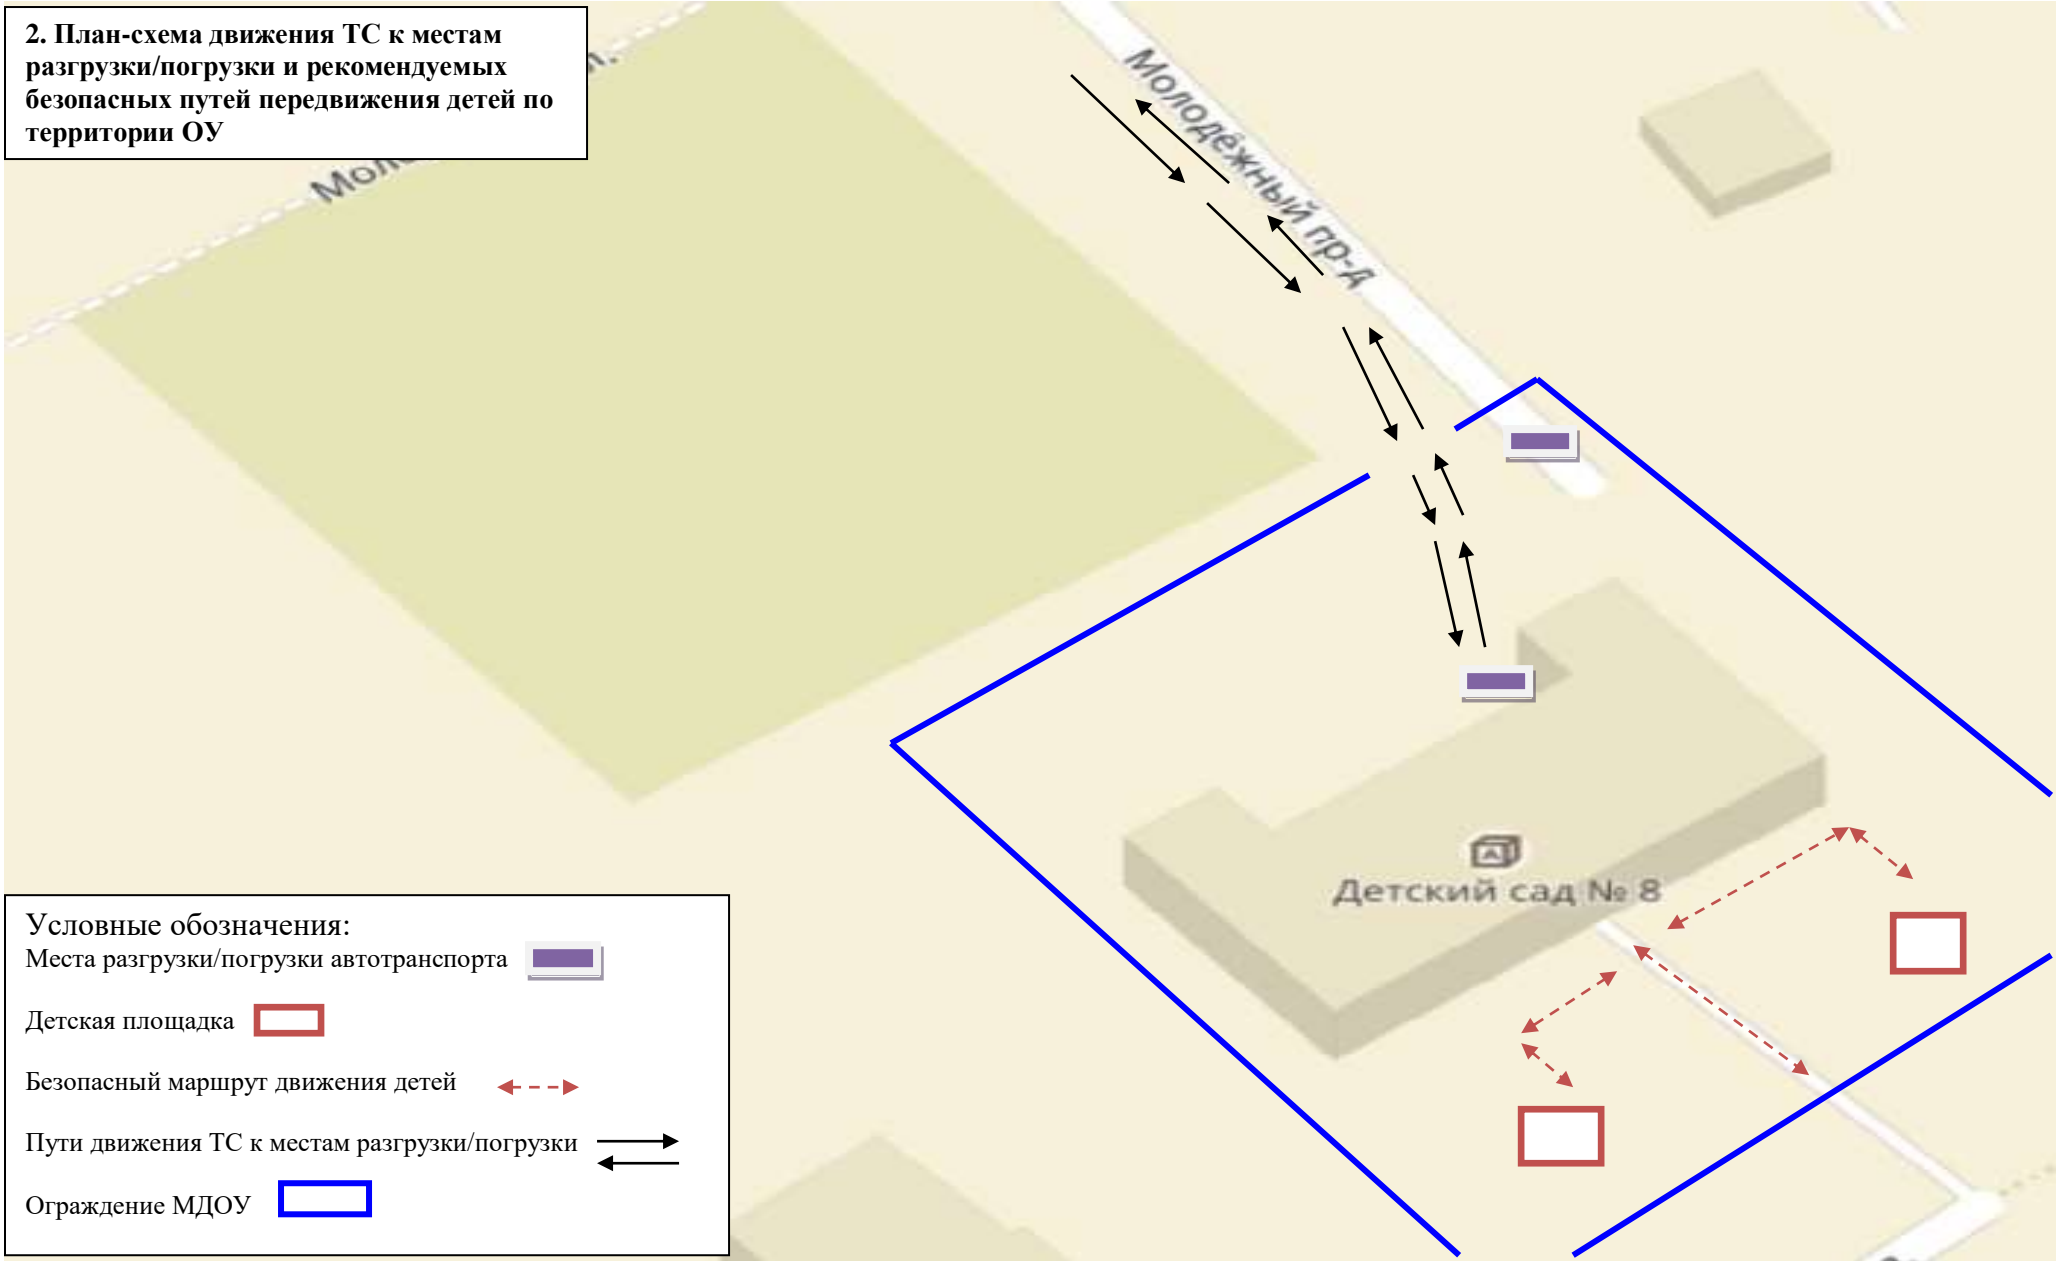 2. План-схема движения ТС к местам
разгрузки/погрузки и рекомендуемых
безопасных путей передвижения детей по
территории ОУ
Молодёжный пр-д
Детский сад № 8
Условные обозначения:
Места разгрузки/погрузки автотранспорта
Детская площадка
Безопасный маршрут движения детей
Пути движения ТС к местам разгрузки/погрузки
Ограждение МДОУ